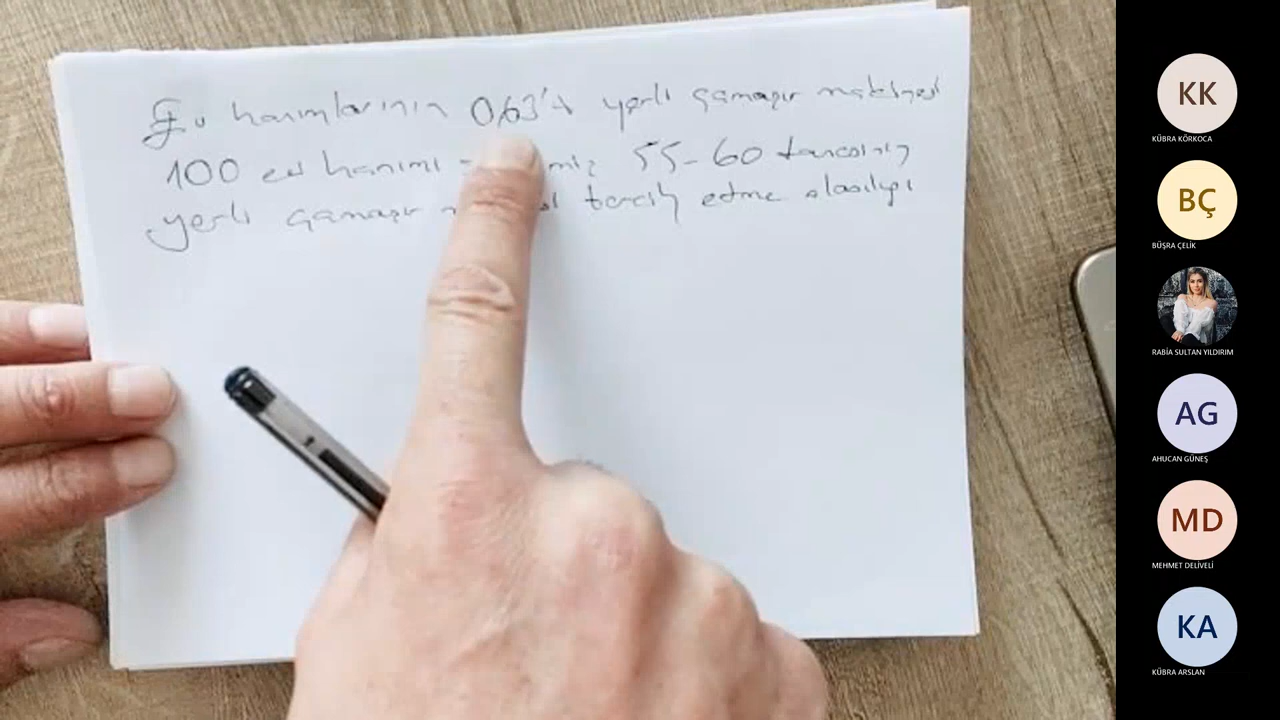 Ev hanımlarının 0,63'ü yerli çamaşır makinesi
100 ev hanımı 55-60 tanesinin
yerli çamaşır tercih etme olasılığı
KK
KÜBRA KÖRKOCA
BÇ
BÜŞRA ÇELİK
RABİA SULTAN YILDIRIM
AG
AHUCAN GÜNEŞ
MD
MEHMET DELİVELİ
KA
KÜBRA ARSLAN